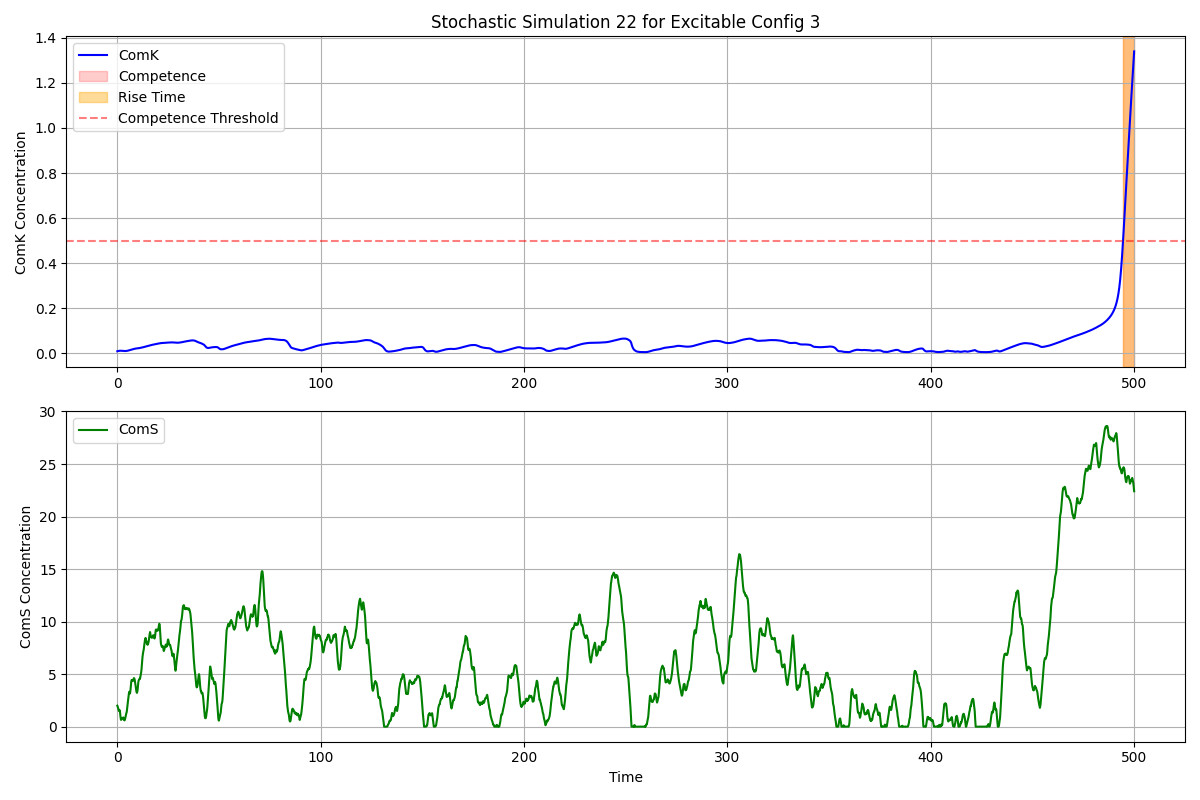 Stochastic Simulation 22 for Excitable Config 3
ComK Concentration
1.4
1.2
1.0
0.8
0.6
0.4
0.2
0.0
ComK
Competence
Rise Time
Competence Threshold
0 100 200 300 400 500
ComS Concentration
30
25
20
15
10
5
0
ComS
0 100 200 300 400 500
Time